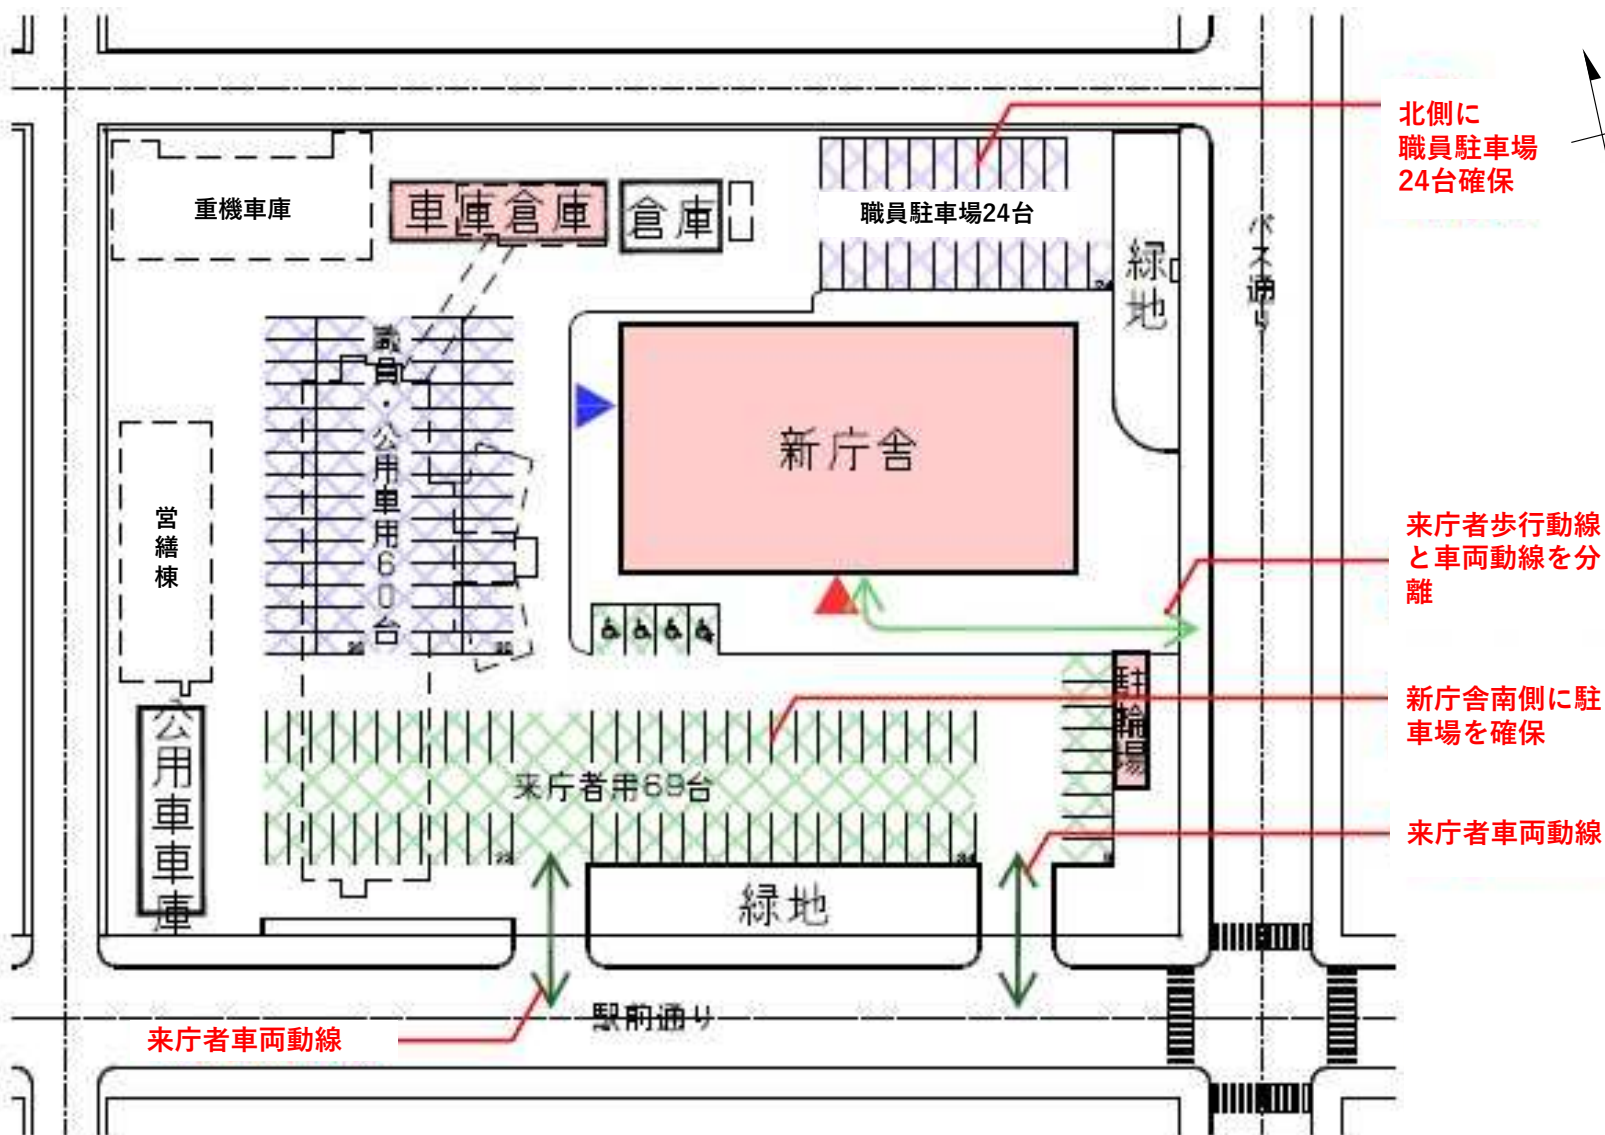 北側に
職員駐車場
24台確保
重機車庫
車庫倉庫
倉庫
職員駐車場24台
24
緑地
バス通り
職員・公用車用60台
新庁舎
営繕棟
来庁者歩行動線
と車両動線を分
離
駐輪場
新庁舎南側に駐
車場を確保
公用車車庫
来庁者用69台
来庁者車両動線
緑地
駅前通り
来庁者車両動線